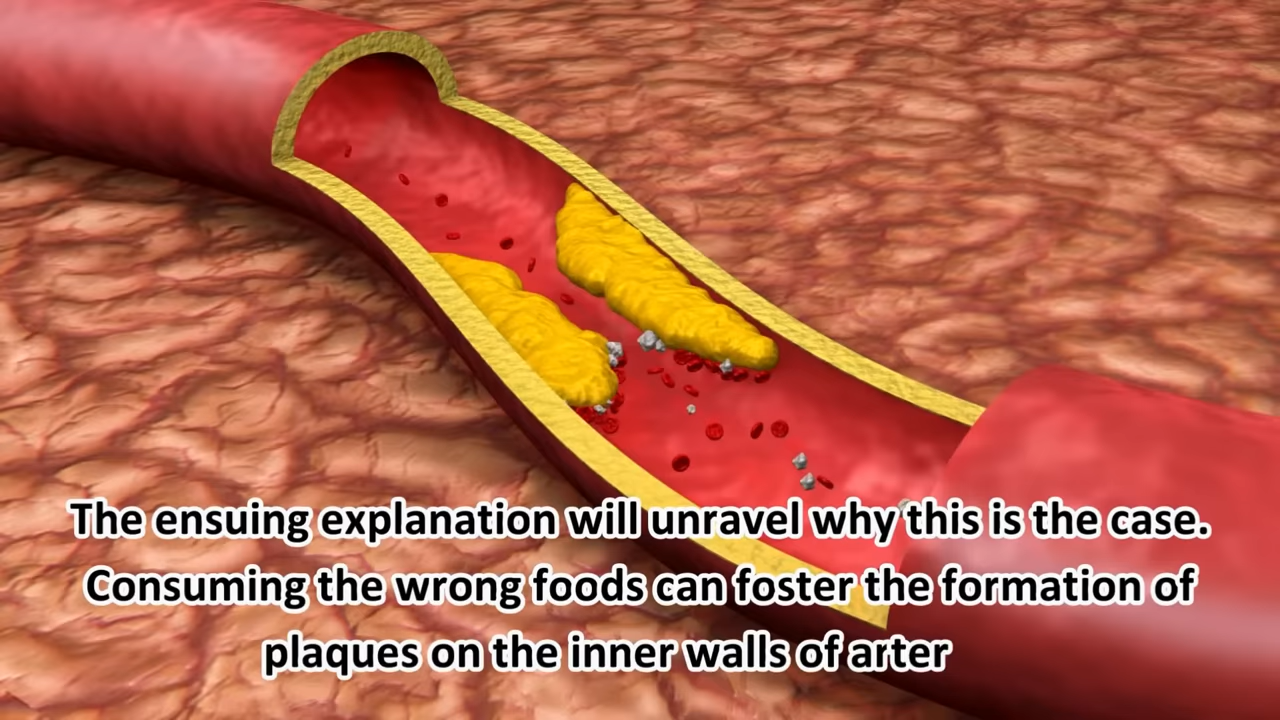 The ensuing explanation will unravel why this is the case.
Consuming the wrong foods can foster the formation of
plaques on the inner walls of arter